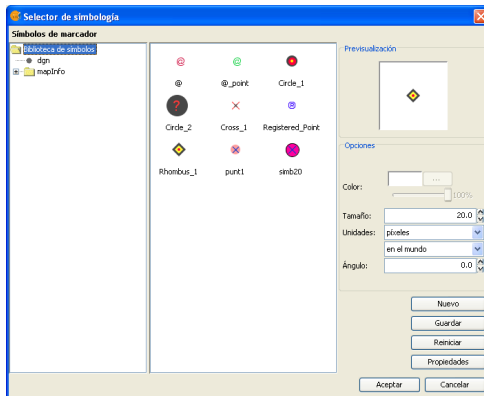 Selector de simbología
Símbolos de marcador
Biblioteca de símbolos
dgn
mapInfo
@
@_point
Circle_1
?
Circle_2
Cross_1
Registered_Point
Rhombus_1
punt1
simb20
Previsualización
Opciones
Color:
...
100%
Tamaño:
20.0
Unidades:
píxeles
en el mundo
Ángulo:
0.0
Nuevo
Guardar
Reiniciar
Propiedades
Aceptar
Cancelar